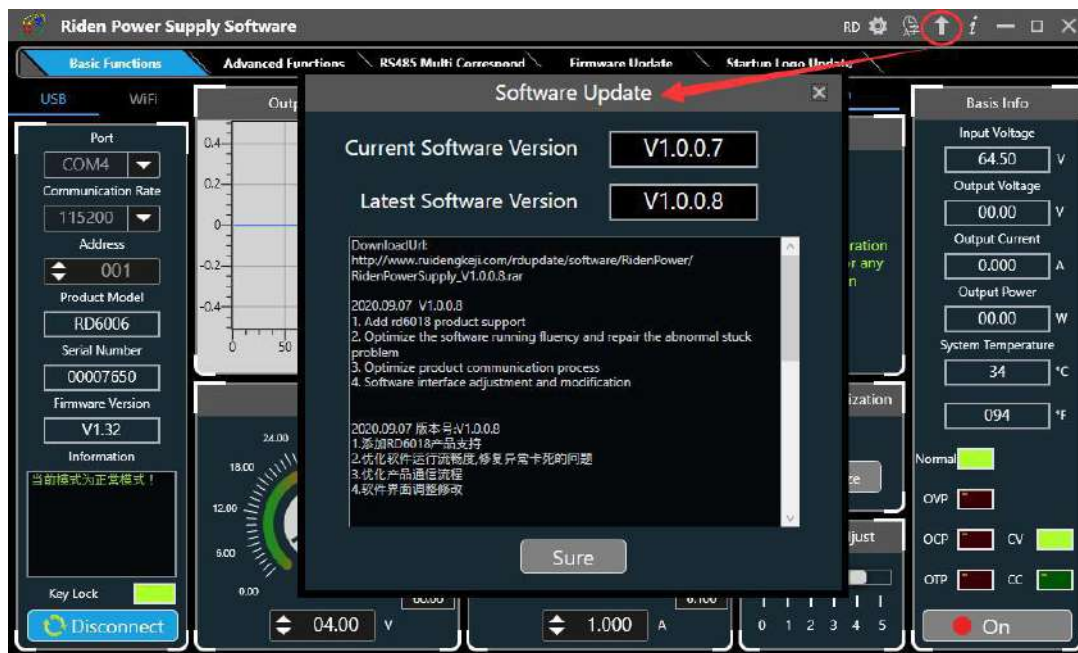 Riden Power Supply Software
RD
Basic Functions
Advanced Functions
RS485 Multi Correspond
Firmware Update
Startup Logo Update
USB
WiFi
Port
COM4
Communication Rate
115200
Address
001
Product Model
RD6006
Serial Number
00007650
Firmware Version
V1.32
Information
当前模式为正常模式！
Key Lock
Disconnect
0.4
0.2
0
-0.2
-0.4
0
50
24.00
18.00
12.00
6.00
0.00
04.00 V
1.000 A
Software Update
Current Software Version
V1.0.0.7
Latest Software Version
V1.0.0.8
DownloadUrl:
http://www.ruidengkeji.com/rdupdate/software/RidenPower/
RidenPowerSupply_V1.0.0.8.rar
2020.09.07 V1.0.0.8
1. Add rd6018 product support
2. Optimize the software running fluency and repair the abnormal stuck
problem
3. Optimize product communication process
4. Software interface adjustment and modification
2020.09.07 版本号:V1.0.0.8
1.添加RD6018产品支持
2.优化软件运行流畅度,修复异常卡死的问题
3.优化产品通信流程
4.软件界面调整修改
Sure
0 1 2 3 4 5
Basis Info
Input Voltage
64.50 V
Output Voltage
00.00 V
Output Current
0.000 A
Output Power
00.00 W
System Temperature
34 °C
094 °F
Normal
OVP
OCP
CV
OTP
CC
On